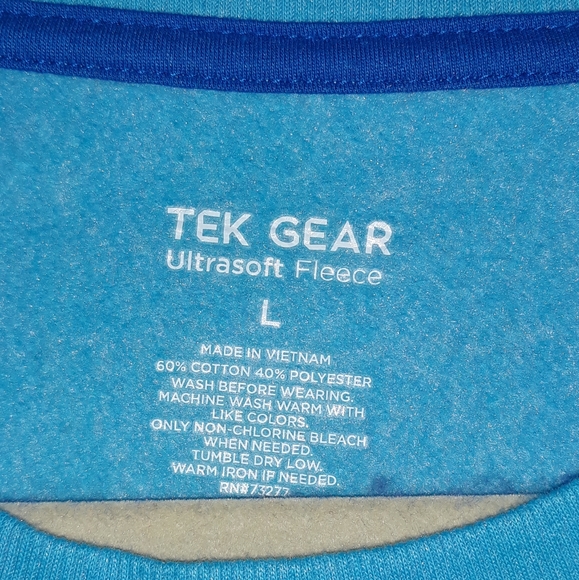 TEK GEAR
Ultrasoft Fleece
L
MADE IN VIETNAM
60% COTTON 40% POLYESTER
WASH BEFORE WEARING.
MACHINE WASH WARM WITH
LIKE COLORS.
ONLY NON-CHLORINE BLEACH
WHEN NEEDED.
TUMBLE DRY LOW.
WARM IRON IF NEEDED.
RN#73277